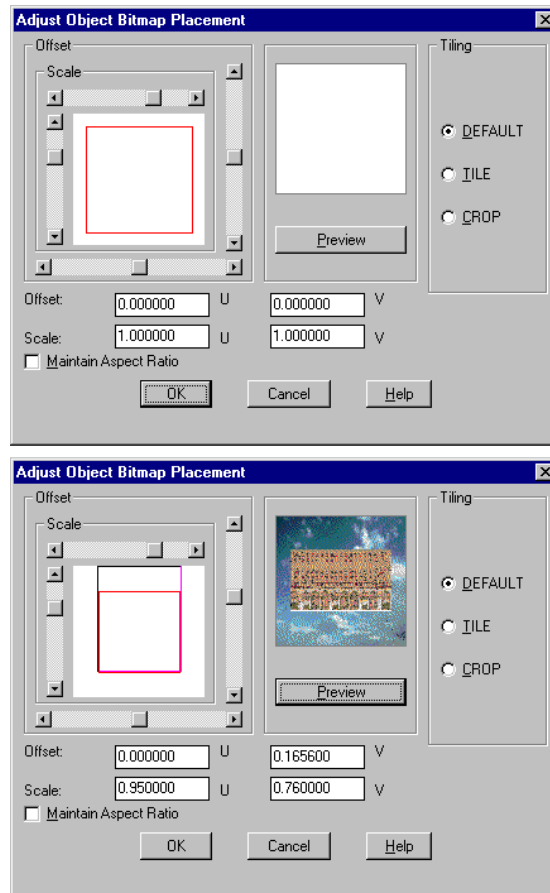 Adjust Object Bitmap Placement
Offset
Scale
Tiling
DEFAULT
TILE
CROP
Preview
Offset: 0.000000 U 0.000000 V
Scale: 1.000000 U 1.000000 V
Maintain Aspect Ratio
OK Cancel Help
Adjust Object Bitmap Placement
Offset
Scale
Tiling
DEFAULT
TILE
CROP
Preview
Offset: 0.000000 U 0.165600 V
Scale: 0.950000 U 0.760000 V
Maintain Aspect Ratio
OK Cancel Help